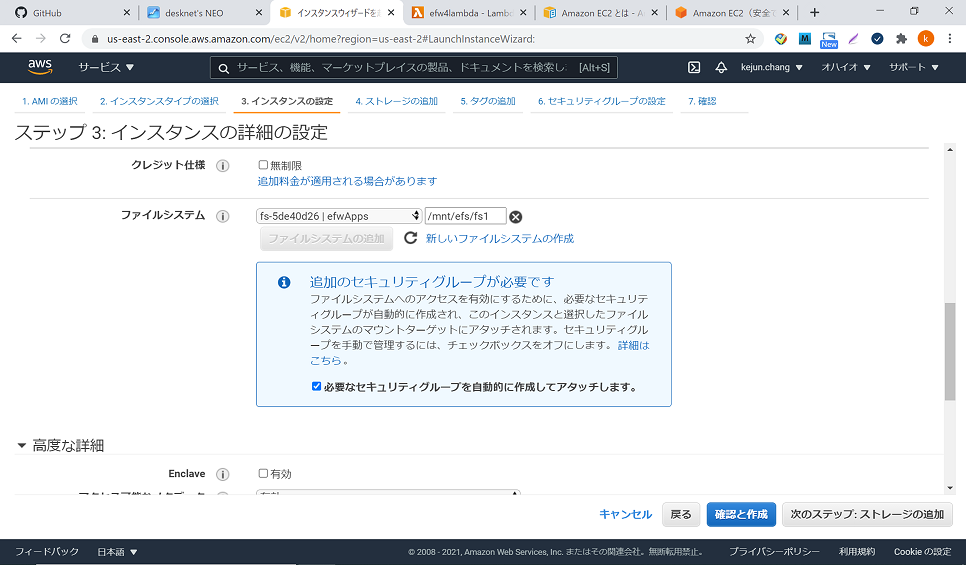 GitHub
desknet's NEO
インスタンスウィザードを起
efw4lambda - Lambd
Amazon EC2 とは - A
Amazon EC2（安全で
us-east-2.console.aws.amazon.com/ec2/v2/home?region=us-east-2#LaunchInstanceWizard:
New
k
aws
サービス
サービス、機能、マーケットプレイスの製品、ドキュメントを検索し
[Alt+S]
kejun.chang
オハイオ
サポート
1. AMI の選択
2. インスタンスタイプの選択
3. インスタンスの設定
4. ストレージの追加
5. タグの追加
6. セキュリティグループの設定
7. 確認
ステップ 3: インスタンスの詳細の設定
クレジット仕様
無制限
追加料金が適用される場合があります
ファイルシステム
fs-5de40d26 | efwApps
/mnt/efs/fs1
ファイルシステムの追加
新しいファイルシステムの作成
追加のセキュリティグループが必要です
ファイルシステムへのアクセスを有効にするために、必要なセキュリテ
ィグループが自動的に作成され、このインスタンスと選択したファイル
システムのマウントターゲットにアタッチされます。セキュリティグル
ープを手動で管理するには、チェックボックスをオフにします。 詳細は
こちら 。
必要なセキュリティグループを自動的に作成してアタッチします。
高度な詳細
Enclave
有効
キャンセル
戻る
確認と作成
次のステップ: ストレージの追加
フィードバック
日本語
© 2008 - 2021, Amazon Web Services, Inc. またはその関連会社。無断転用禁止。
プライバシーポリシー
利用規約
Cookie の設定